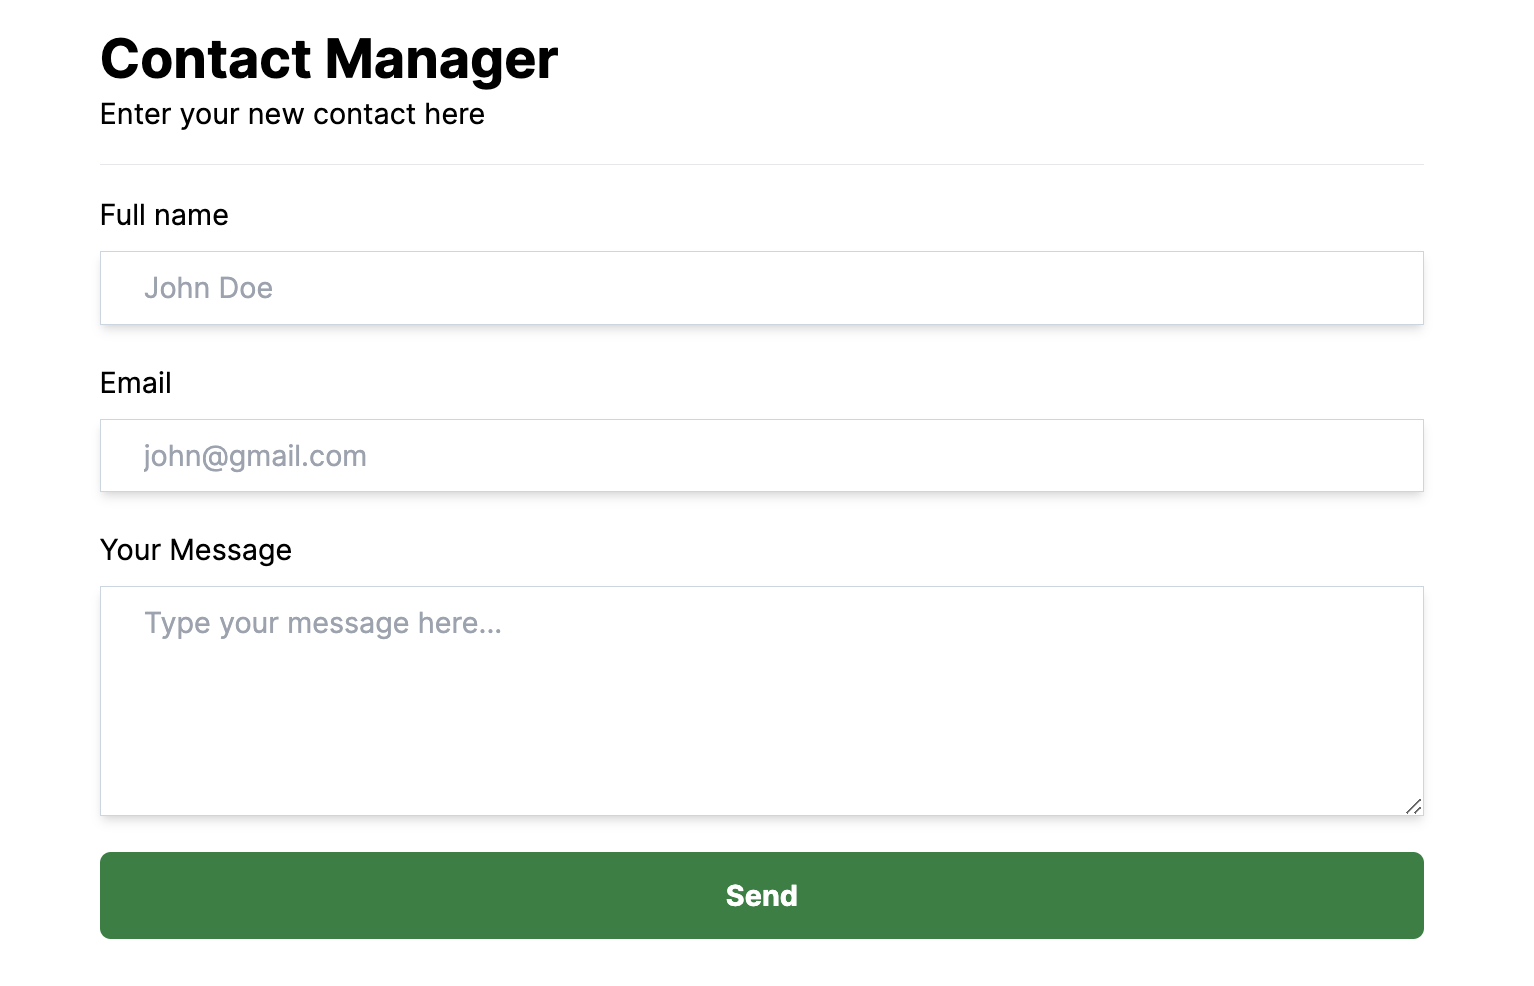 Contact Manager
Enter your new contact here
Full name
John Doe
Email
john@gmail.com
Your Message
Type your message here...
Send